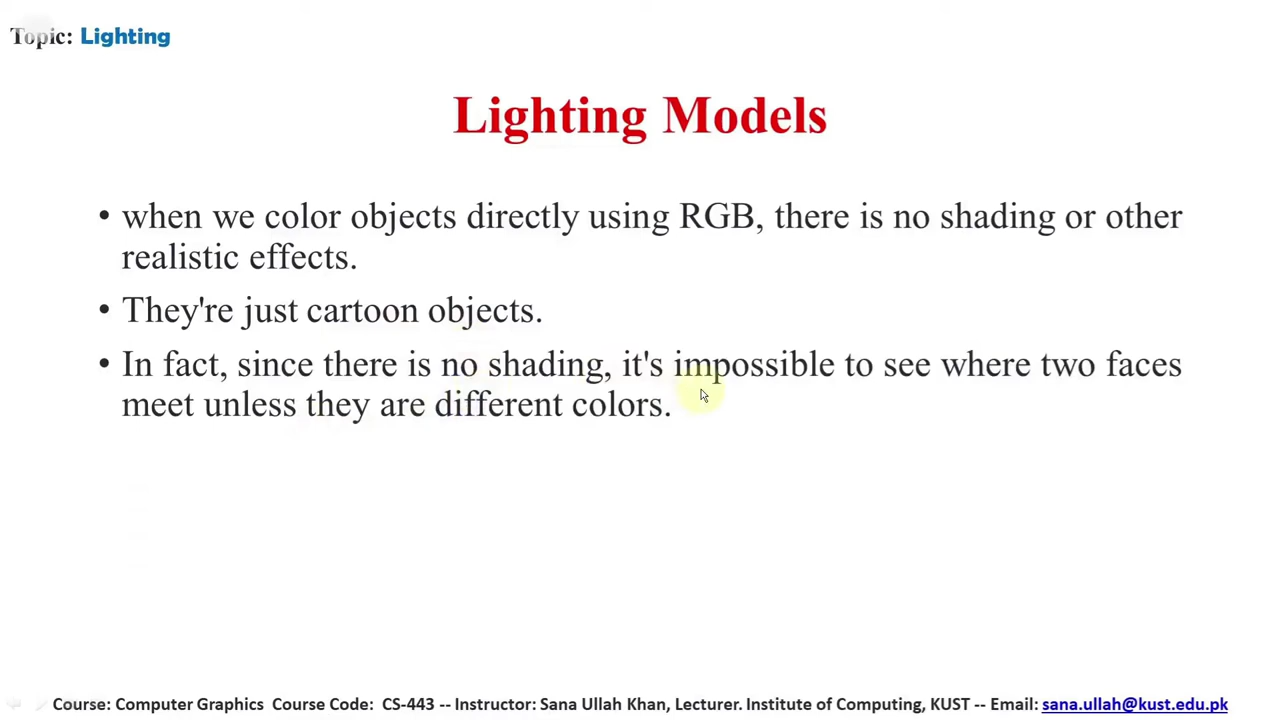 Topic: Lighting
Lighting Models
• when we color objects directly using RGB, there is no shading or other
realistic effects.
• They're just cartoon objects.
• In fact, since there is no shading, it's impossible to see where two faces
meet unless they are different colors.
Course: Computer Graphics Course Code: CS-443 -- Instructor: Sana Ullah Khan, Lecturer. Institute of Computing, KUST -- Email: sana.ullah@kust.edu.pk